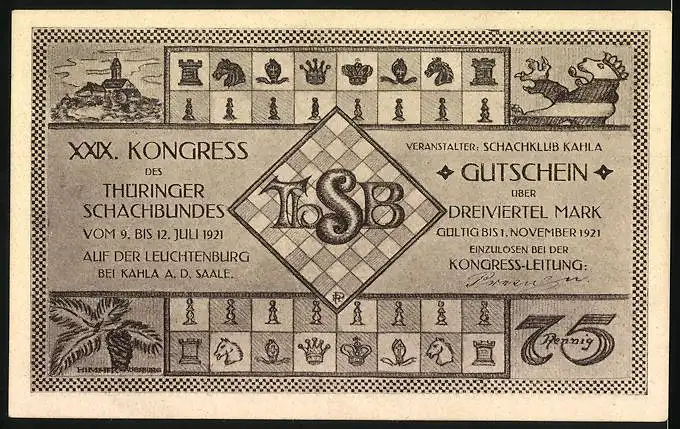 XXIX. KONGRESS
DES
THÜRINGER
SCHACHBUNDES
VOM 9. BIS 12. JULI 1921
AUF DER LEUCHTENBURG
BEI KAHLA A. D. SAALE.
ThSB
VERANSTALTER: SCHACHKLUB KAHLA
GUTSCHEIN
ÜBER
DREIVIERTEL MARK
GÜLTIG BIS 1. NOVEMBER 1921
EINZULÖSEN BEI DER
KONGRESS-LEITUNG:
75
Pfennig